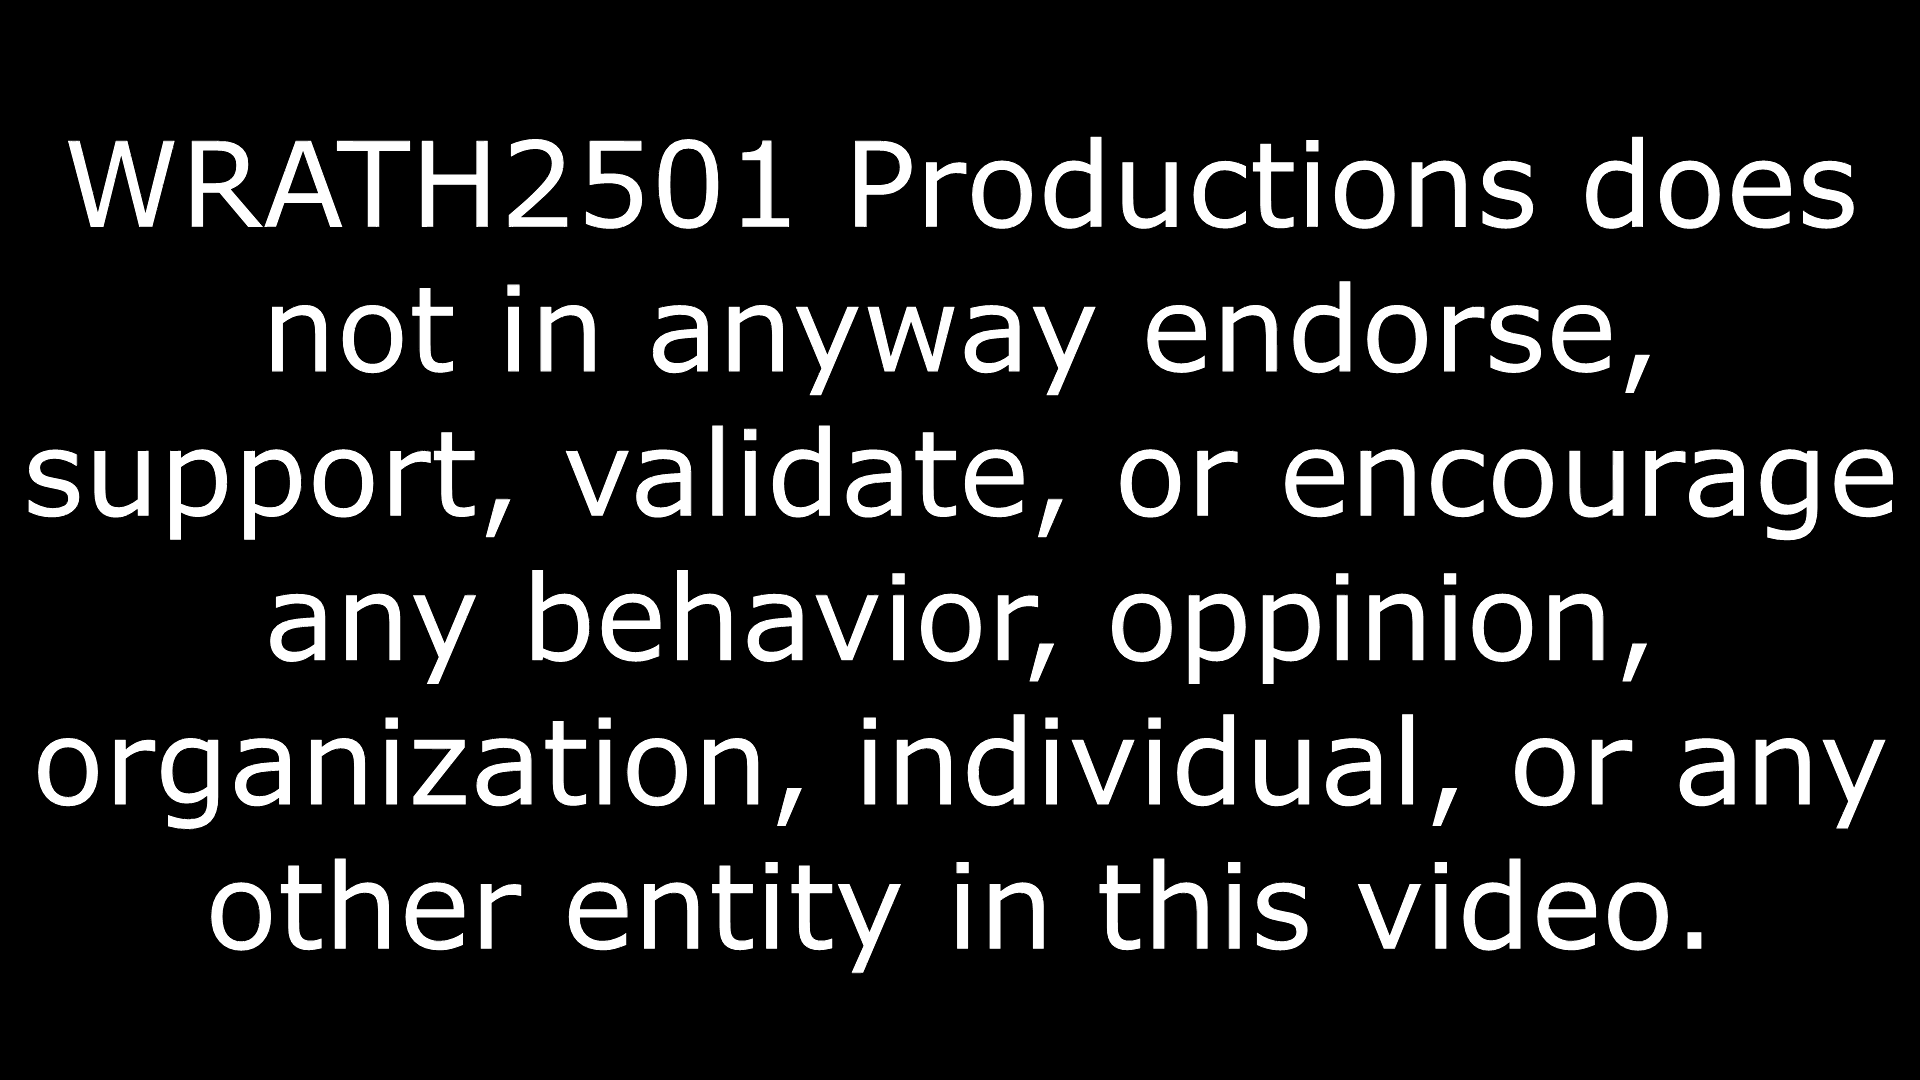 WRATH2501 Productions does
not in anyway endorse,
support, validate, or encourage
any behavior, oppinion,
organization, individual, or any
other entity in this video.